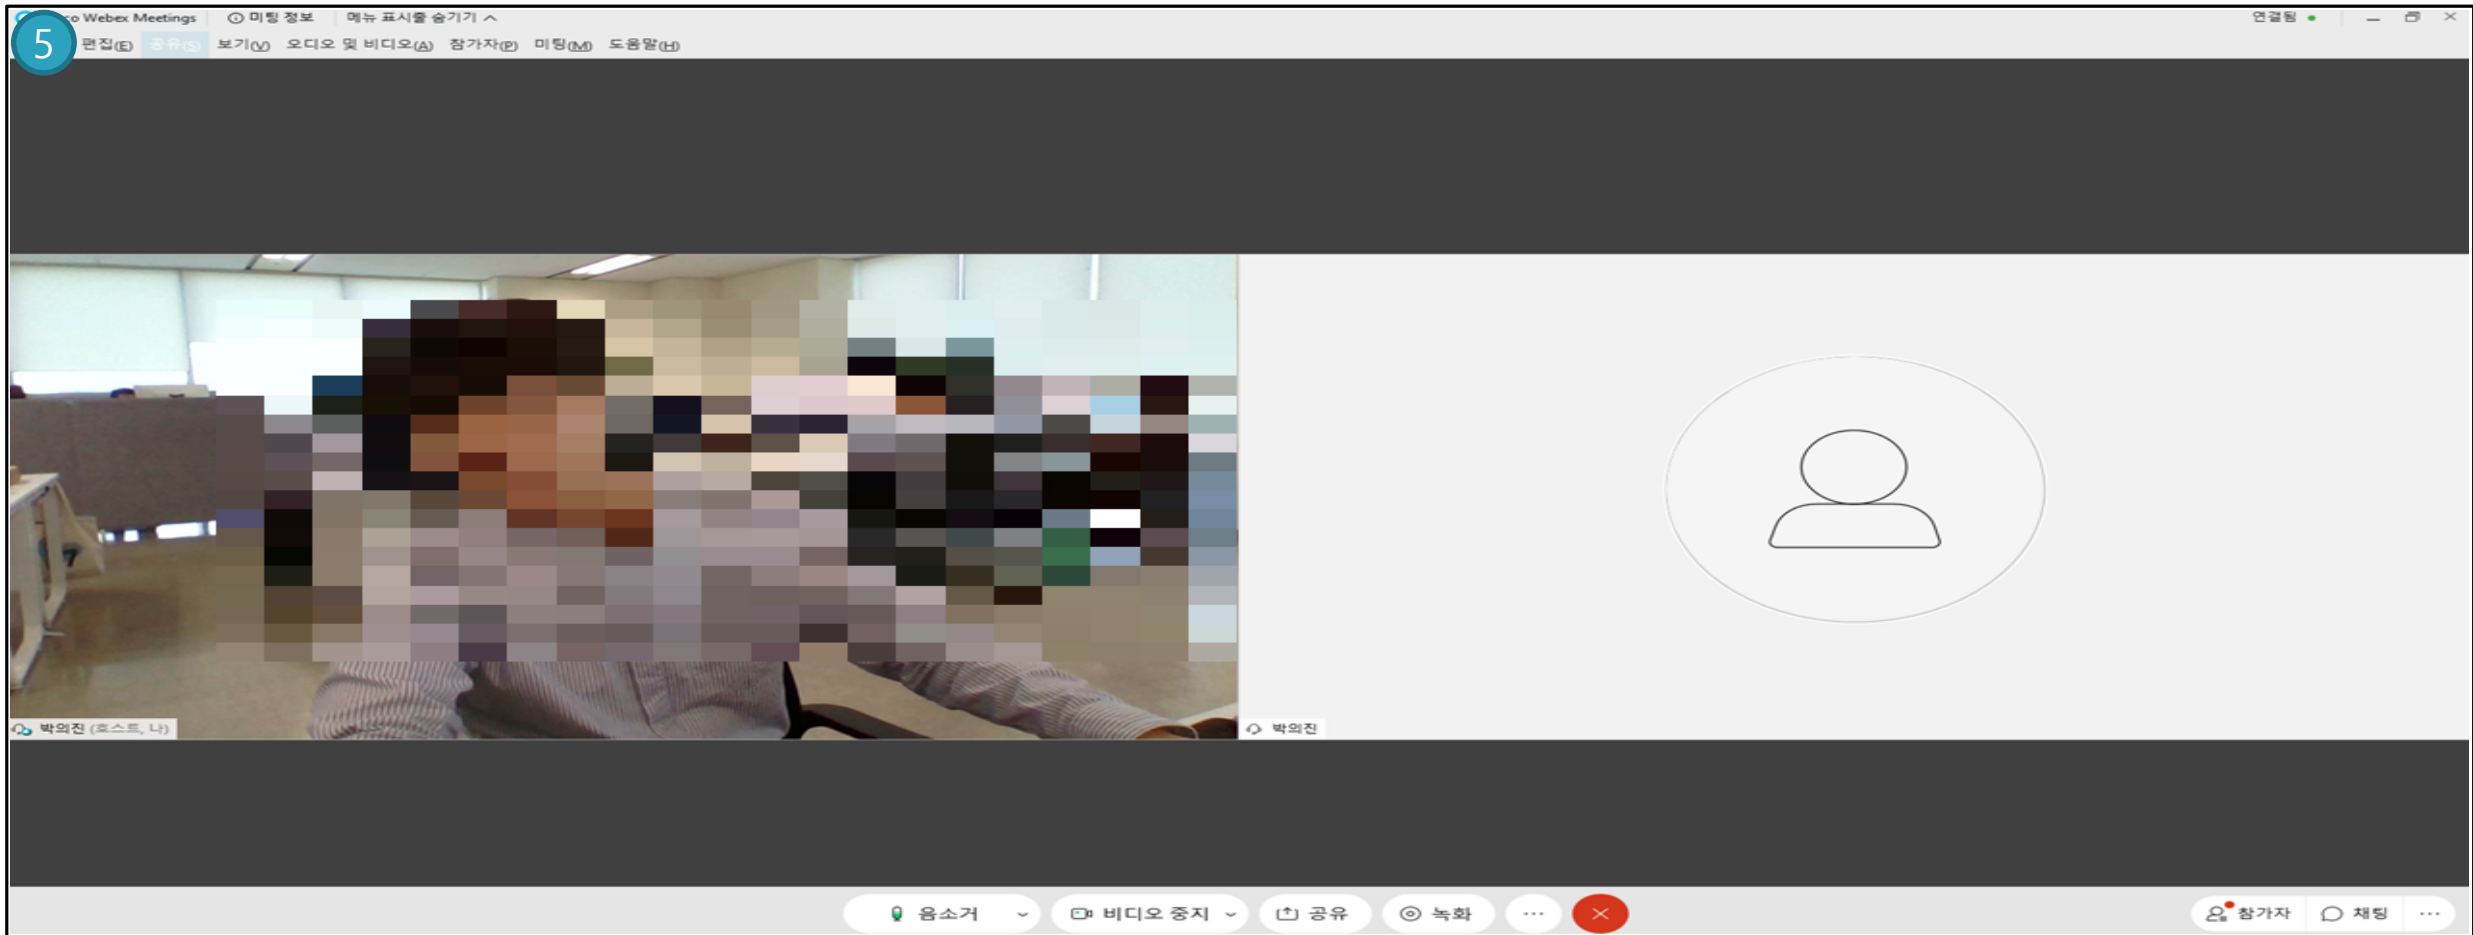 co Webex Meetings 미팅 정보 메뉴 표시줄 숨기기 연결됨
5 편집(E) 공유(S) 보기(V) 오디오 및 비디오(A) 참가자(P) 미팅(M) 도움말(H)
박의진 (호스트, 나) 박의진
음소거 비디오 중지 공유 녹화 ... 참가자 채팅 ...